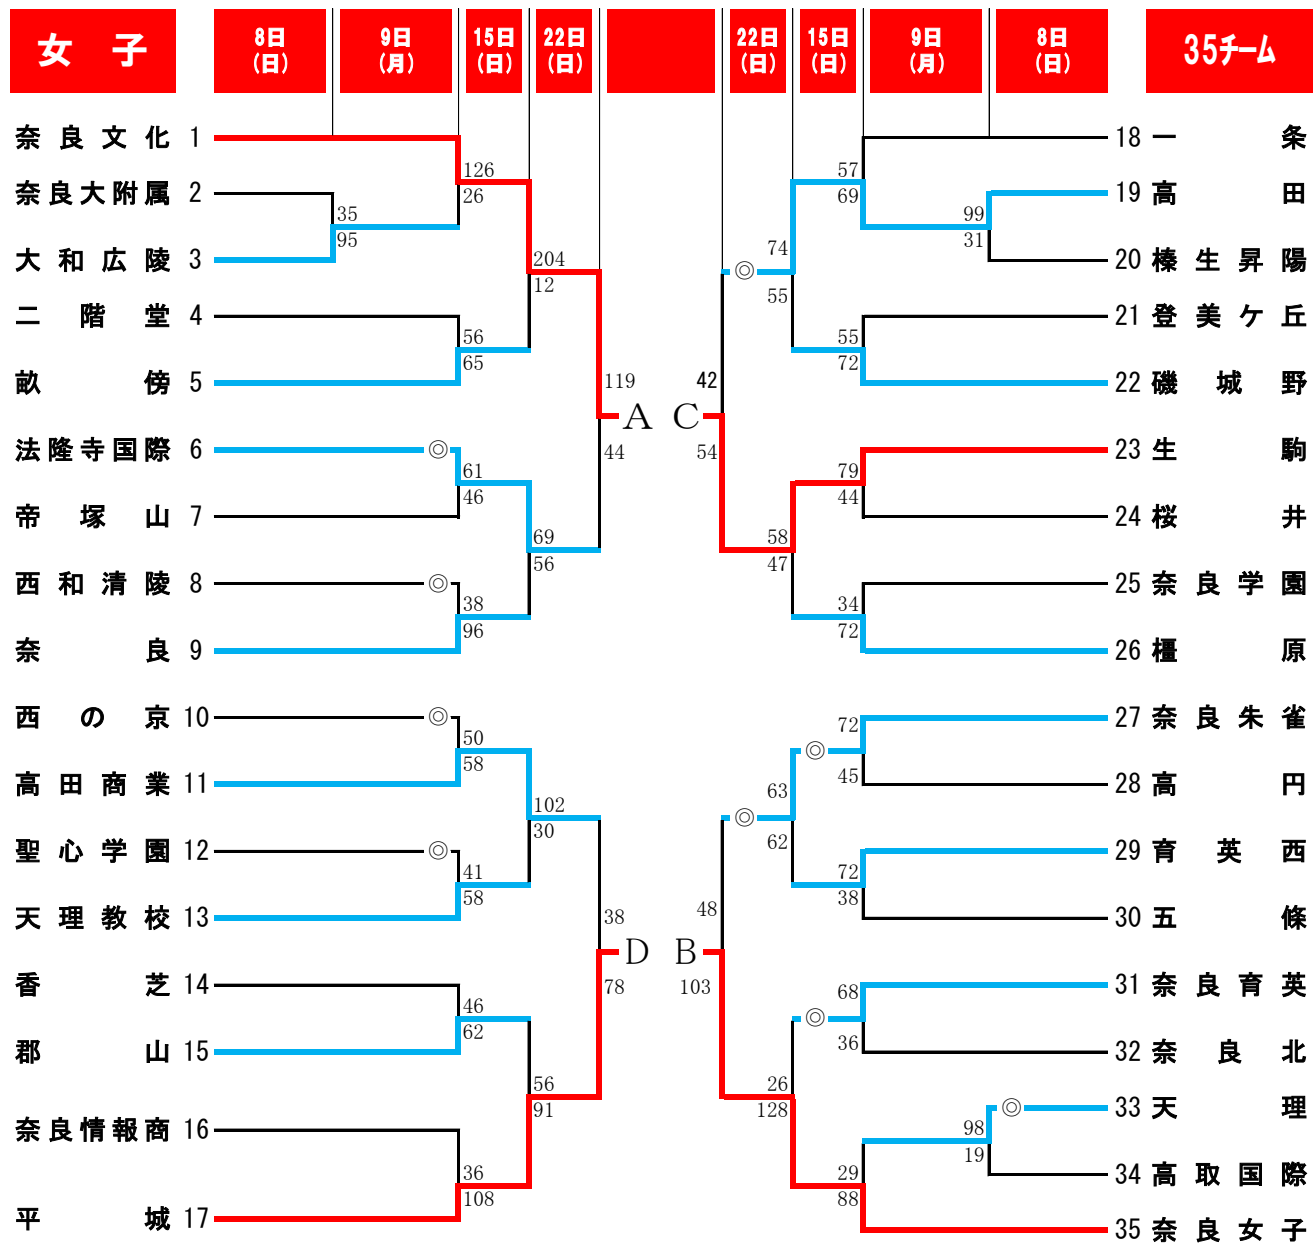 女 子 8日 9日 15日 22日 22日 15日 9日 8日 35チーム
(日) (月) (日) (日) (日) (日) (月) (日)
奈良文化 1 18 一条
126 57
奈良大附属 2 26 69 19 高田
35 99
95 31
大和広陵 3 204 74 ◎ 20 榛生昇陽
12 55
二階堂 4 21 登美ケ丘
56 55
65 72
畝傍 5 119 42 22 磯城野
A C
法隆寺国際 6 ◎ 44 54 23 生駒
61 79
46 44
帝塚山 7 24 桜井
69 58
56 47
西和清陵 8 ◎ 25 奈良学園
38 34
96 72
奈良 9 26 橿原
西の京 10 ◎ 72 27 奈良朱雀
50 ◎
58 45
高田商業 11 28 高円
102 63
30 ◎ 62
聖心学園 12 ◎ 29 育英西
41 72
58 38
天理教校 13 38 48 30 五條
D B
香芝 14 78 103 68 31 奈良育英
46 ◎
62 36
郡山 15 32 奈良北
56 26
91 128 ◎ 33 天理
奈良情報商 16 98
19
36 29 34 高取国際
108 88
平城 17 35 奈良女子